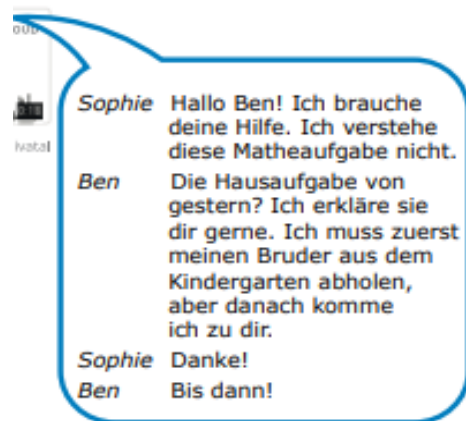 Sophie Hallo Ben! Ich brauche
deine Hilfe. Ich verstehe
diese Matheaufgabe nicht.
Ben Die Hausaufgabe von
gestern? Ich erkläre sie
dir gerne. Ich muss zuerst
meinen Bruder aus dem
Kindergarten abholen,
aber danach komme
ich zu dir.
Sophie Danke!
Ben Bis dann!